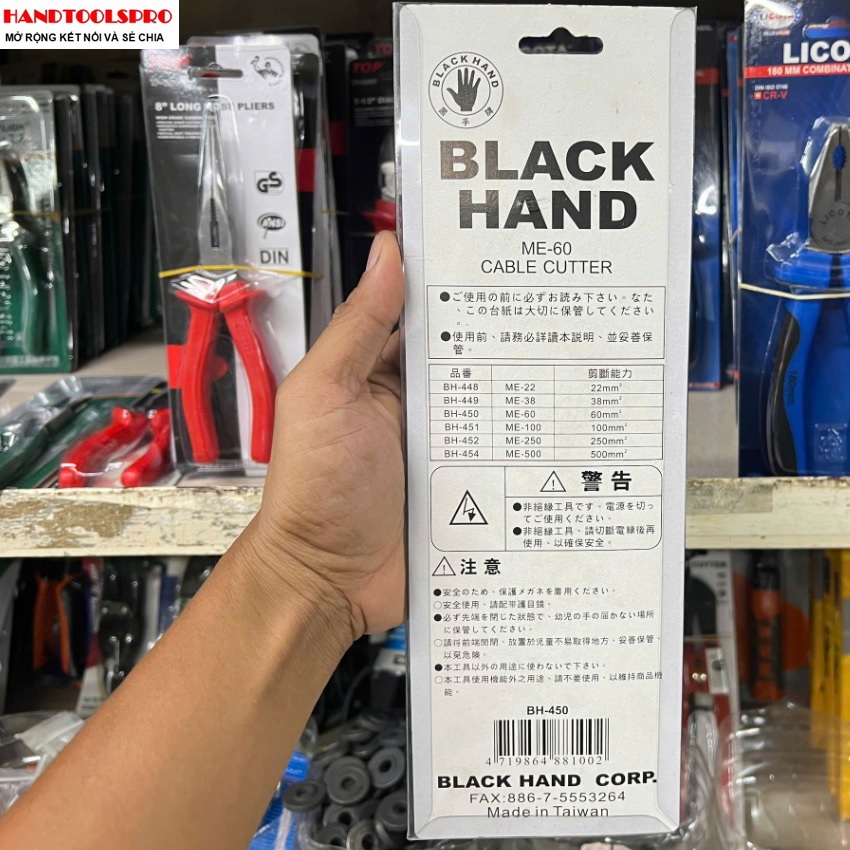 HANDTOOLSPRO
MỞ RỘNG KẾT NỐI VÀ SẺ CHIA
8" LONG NOSE PLIERS
GS
DIN
BLACK HAND
黑手牌
BLACK
HAND
ME-60
CABLE CUTTER
●ご使用の前に必ずお読み下さい。なた
、この台紙は大切に保管してください
。
●使用前、請務必詳讀本説明、並妥善保
管。
品番 剪斷能力
BH-448 ME-22 22mm²
BH-449 ME-38 38mm²
BH-450 ME-60 60mm²
BH-451 ME-100 100mm²
BH-452 ME-250 250mm²
BH-454 ME-500 500mm²
⚠ 警告
●非絕緣工具です。電源を切っ
てご使用ください。
●非絕緣工具、請切斷電緣後再
使用、以確保安全。
⚠注意
●安全のため、保護メガネを着用ください。
○安全使用、請配带護目鏡。
●必ず先端を閉じた狀態で、幼児の手の届かない場所
に保管してください。
○請将前端閉閉、放置於児童不易取得地方、妥善保管、
以免危険。
●本工具以外の用途に使わないで下さい。
○本工具使用機能外之用途、請不要使用、以維持商品機
能。
BH-450
4 719864 881002
BLACK HAND CORP.
FAX:886-7-5553264
Made in Taiwan
LICO
180 MM COMBINAT
DIN ISO 5746
CR-V